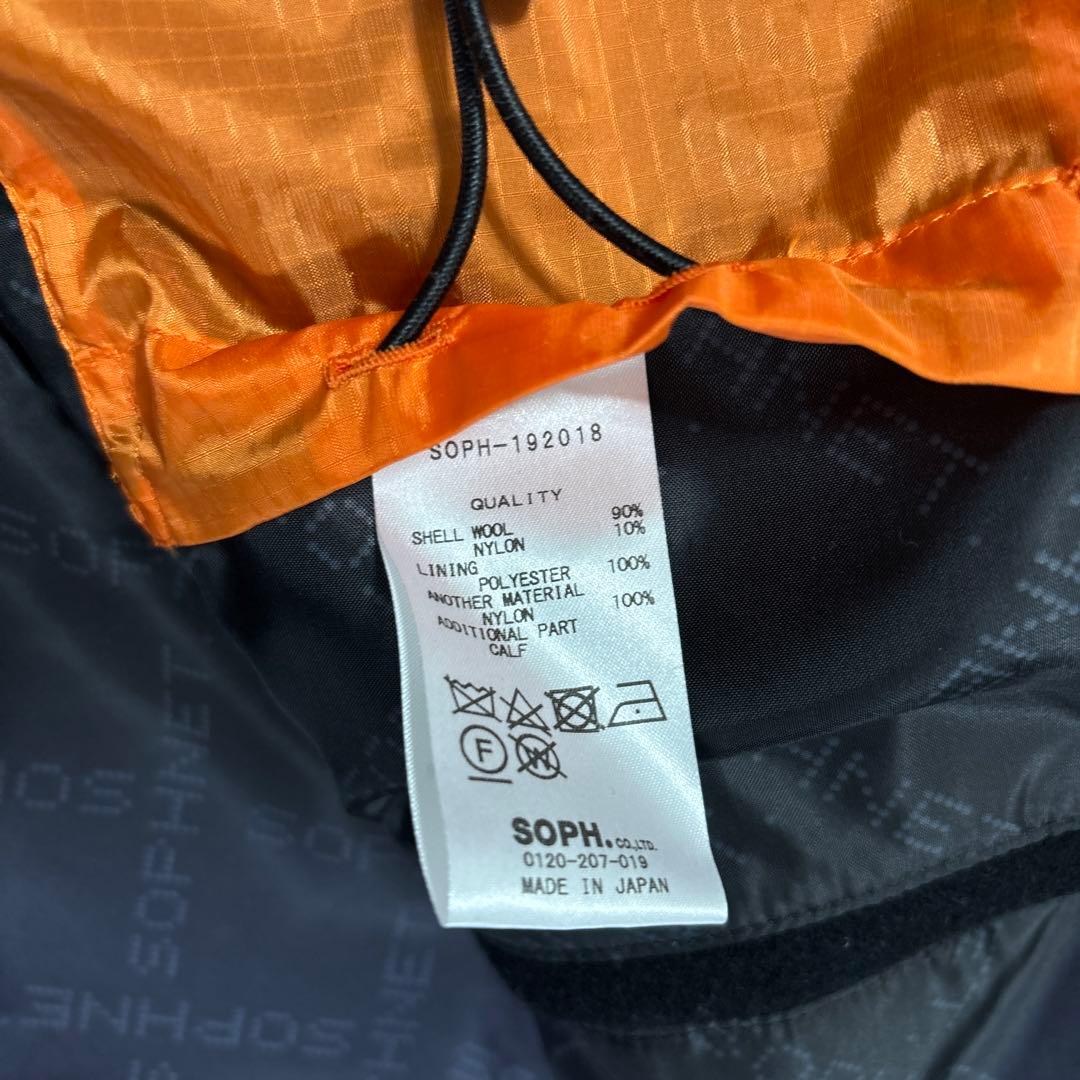 SOPH-192018
QUALITY
SHELL WOOL 90%
NYLON 10%
LINING
POLYESTER 100%
ANOTHER MATERIAL
NYLON 100%
ADDITIONAL PART
CALF
F
W
SOPH.CO.,LTD.
0120-207-019
MADE IN JAPAN
SOPHNET